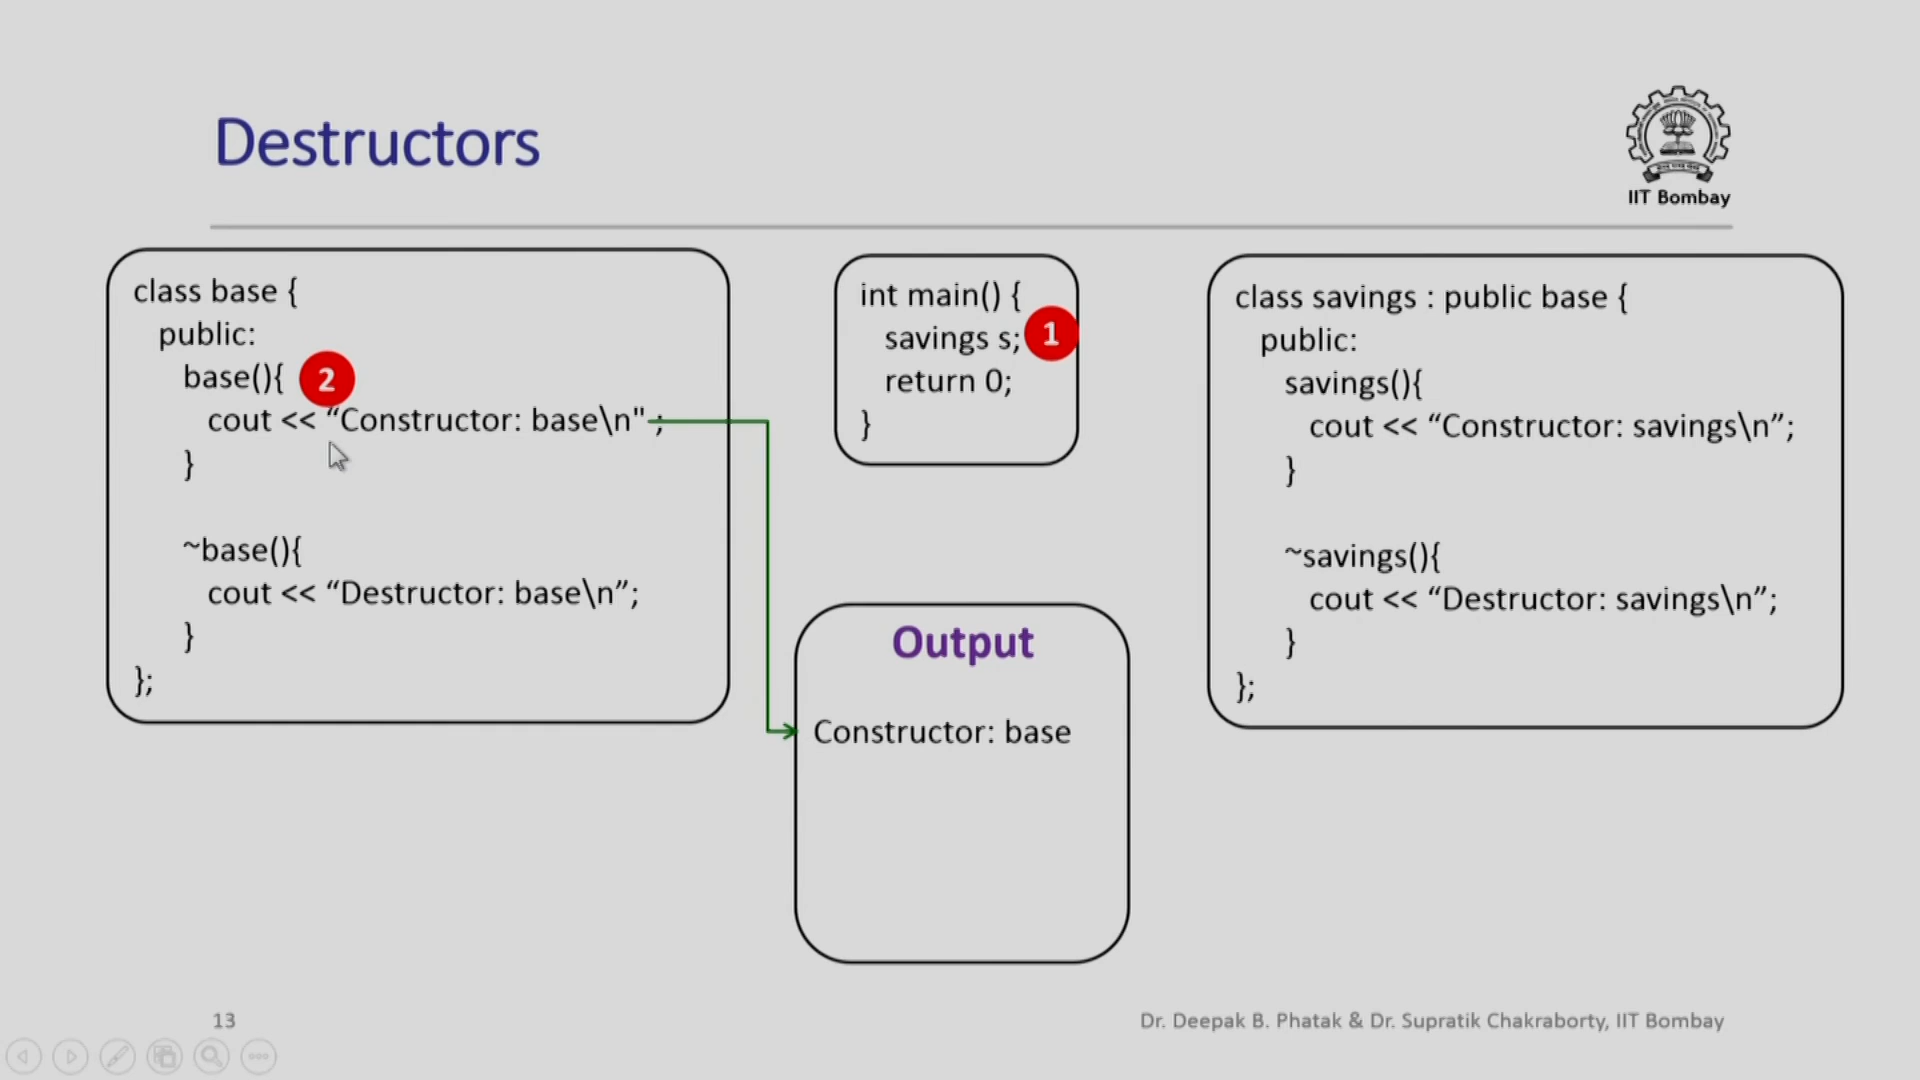 Destructors
IIT Bombay
class base {
public:
base(){ 2
cout << “Constructor: base\n" ;
}
~base(){
cout << “Destructor: base\n”;
}
};
int main() {
savings s; 1
return 0;
}
class savings : public base {
public:
savings(){
cout << “Constructor: savings\n”;
}
~savings(){
cout << “Destructor: savings\n”;
}
};
Output
Constructor: base
13
Dr. Deepak B. Phatak & Dr. Supratik Chakraborty, IIT Bombay